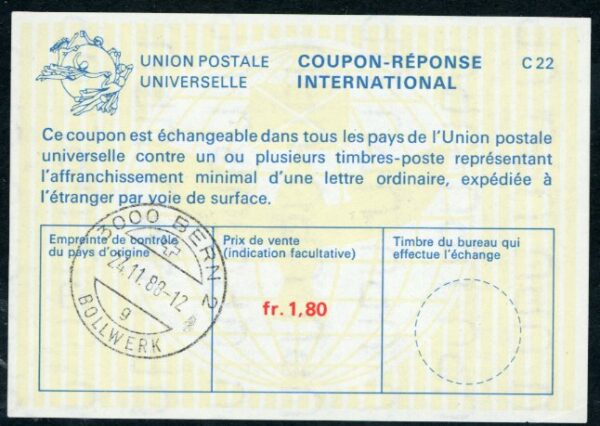 UNION POSTALE
UNIVERSELLE
COUPON-RÉPONSE
INTERNATIONAL
C 22
Ce coupon est échangeable dans tous les pays de l'Union postale
universelle contre un ou plusieurs timbres-poste représentant
l'affranchissement minimal d'une lettre ordinaire, expédiée à
l'étranger par voie de surface.
Empreinte de contrôle
du pays d'origine
Prix de vente
(indication facultative)
Timbre du bureau qui
effectue l'échange
3000 BERN 2
24.11.88-12
g
BOLLWERK
fr. 1,80